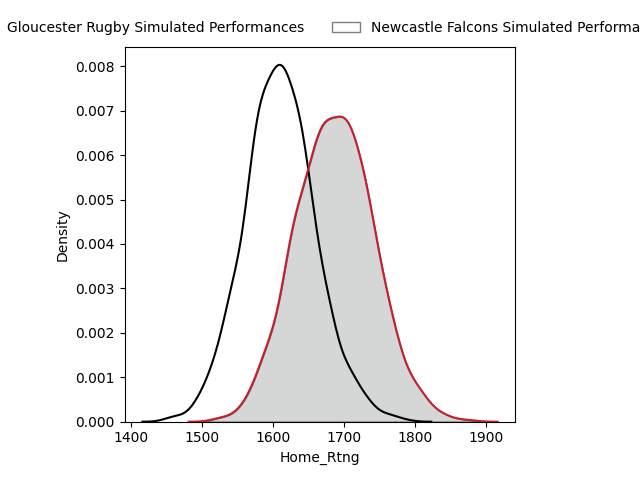 Gloucester Rugby Simulated Performances
Newcastle Falcons Simulated Performa
0.008
0.007
0.006
0.005
0.004
0.003
0.002
0.001
0.000
Density
1400 1500 1600 1700 1800 1900
Home_Rtng